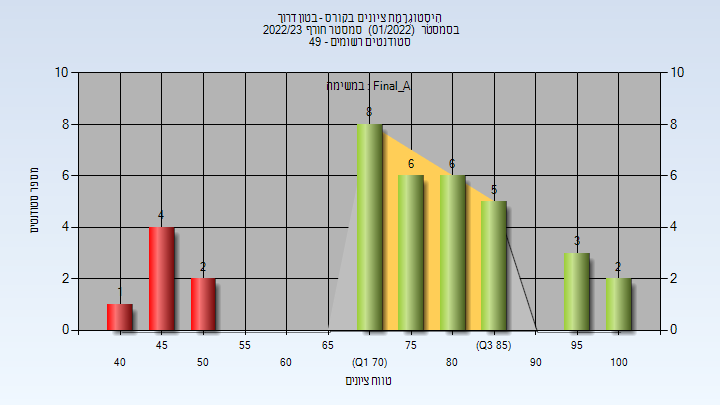 היסטוגרמת ציונים בקורס - בטון דרוך
בסמסטר (01/2022) סמסטר חורף 2022/23
סטודנטים רשומים - 49
במשימה : Final_A
מספר סטודנטים
10 10
8 8
6 6
4 4
2 2
0 0
1 4 2 8 6 6 5 3 2
45 55 65 75 (Q3 85) 95
40 50 60 (Q1 70) 80 90 100
טווח ציונים